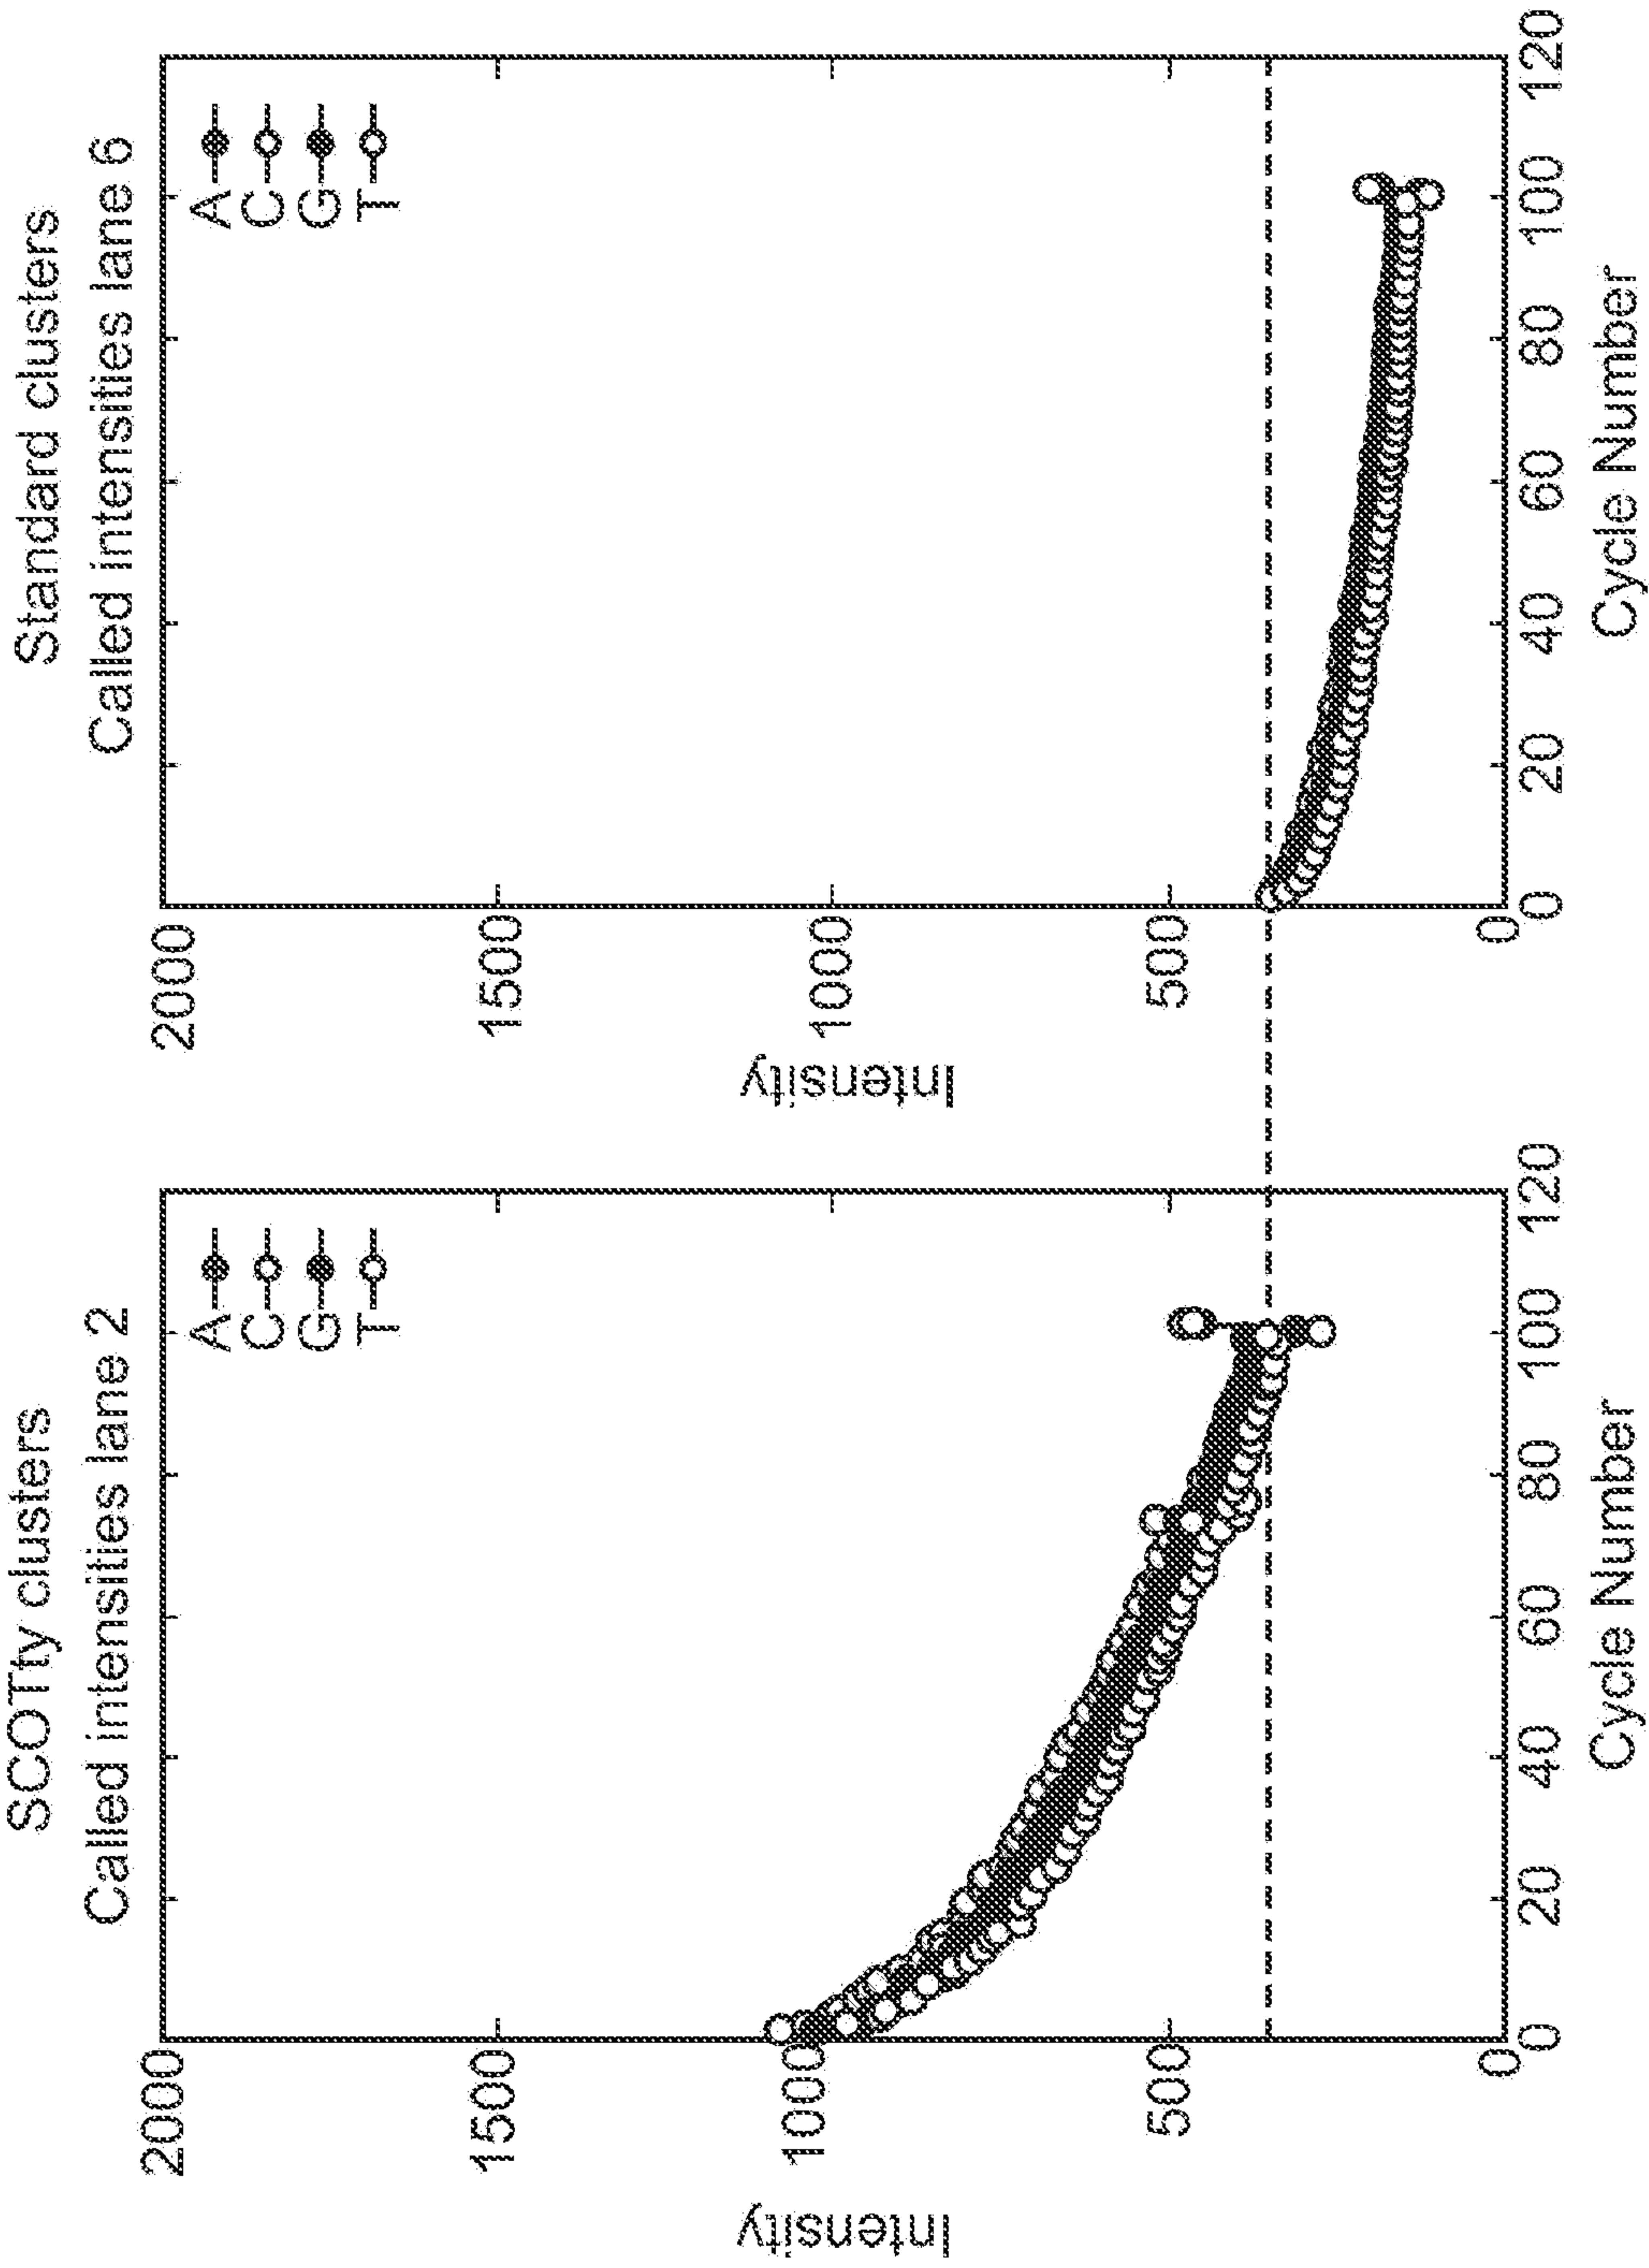 SCOTty clusters
Called intensities lane 2
2000
1500
1000
500
0
Intensity
A
C
G
T
0 20 40 60 80 100 120
Cycle Number
Standard clusters
Called intensities lane 6
2000
1500
1000
500
0
Intensity
A
C
G
T
0 20 40 60 80 100 120
Cycle Number